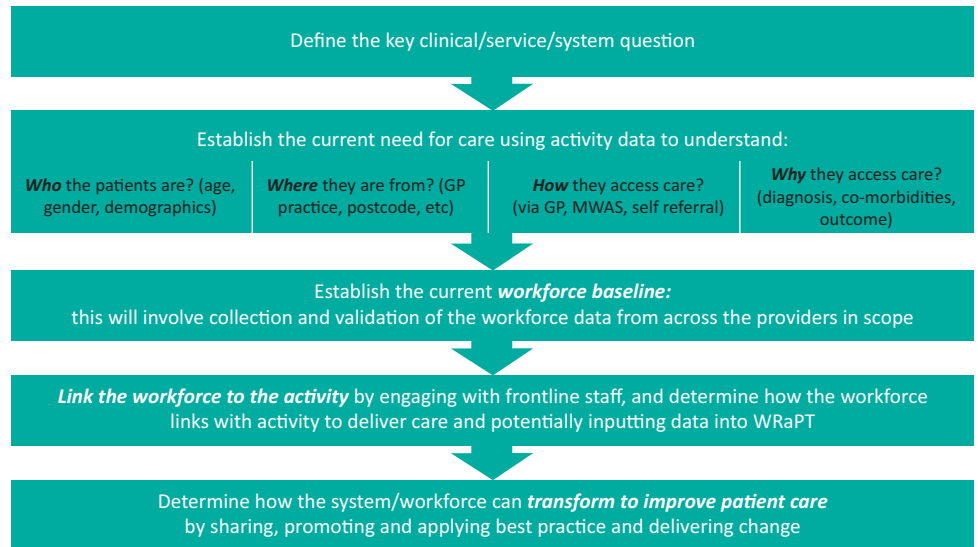 Define the key clinical/service/system question
Establish the current need for care using activity data to understand:
Who the patients are? (age,
gender, demographics)
Where they are from? (GP
practice, postcode, etc)
How they access care?
(via GP, MWAS, self referral)
Why they access care?
(diagnosis, co-morbidities,
outcome)
Establish the current workforce baseline:
this will involve collection and validation of the workforce data from across the providers in scope
Link the workforce to the activity by engaging with frontline staff, and determine how the workforce
links with activity to deliver care and potentially inputting data into WRaPT
Determine how the system/workforce can transform to improve patient care
by sharing, promoting and applying best practice and delivering change